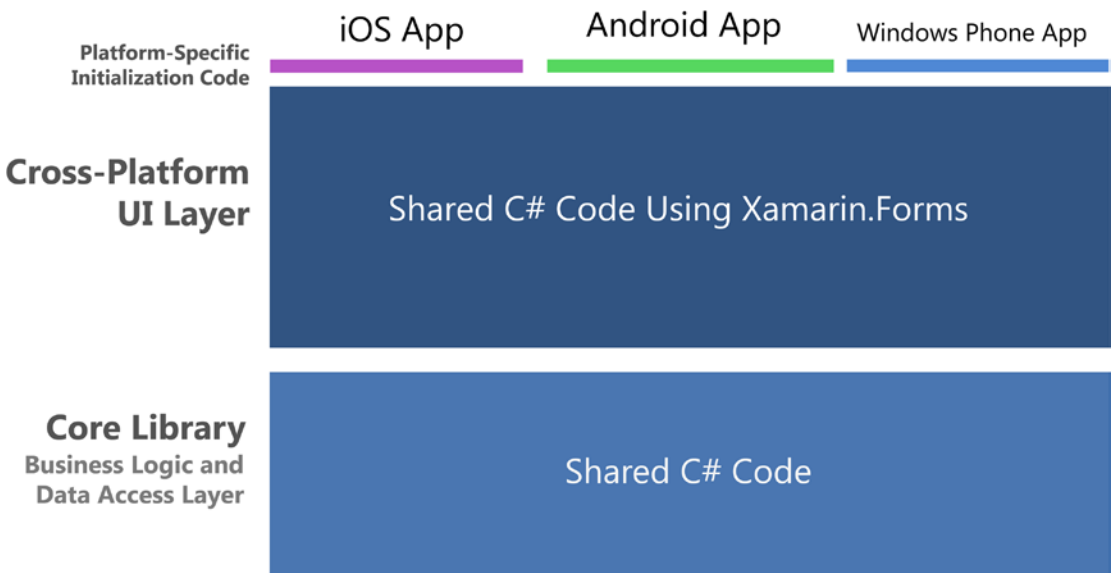 iOS App
Android App
Windows Phone App
Platform-Specific
Initialization Code
Cross-Platform
UI Layer
Shared C# Code Using Xamarin.Forms
Core Library
Business Logic and
Data Access Layer
Shared C# Code